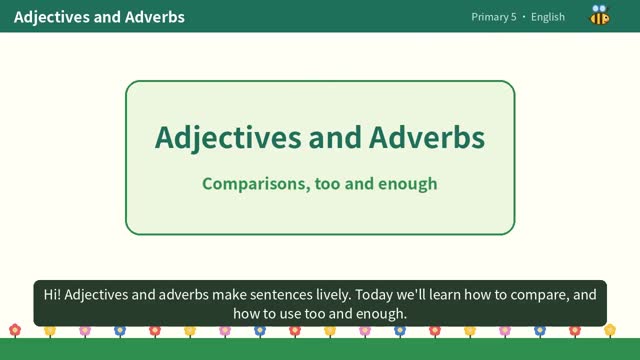 Adjectives and Adverbs
Primary 5 · English
Adjectives and Adverbs
Comparisons, too and enough
Hi! Adjectives and adverbs make sentences lively. Today we'll learn how to compare, and
how to use too and enough.